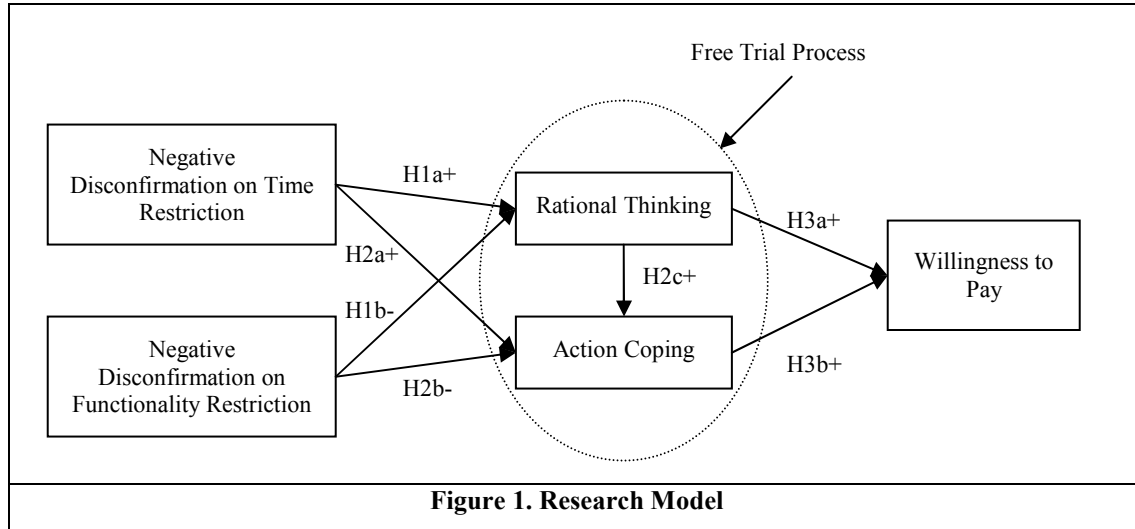 Free Trial Process
Negative
Disconfirmation on Time
Restriction
H1a+
Rational Thinking
H3a+
H2a+
H2c+
Willingness to
Pay
H1b-
Negative
Disconfirmation on
Functionality Restriction
Action Coping
H3b+
H2b-
Figure 1. Research Model